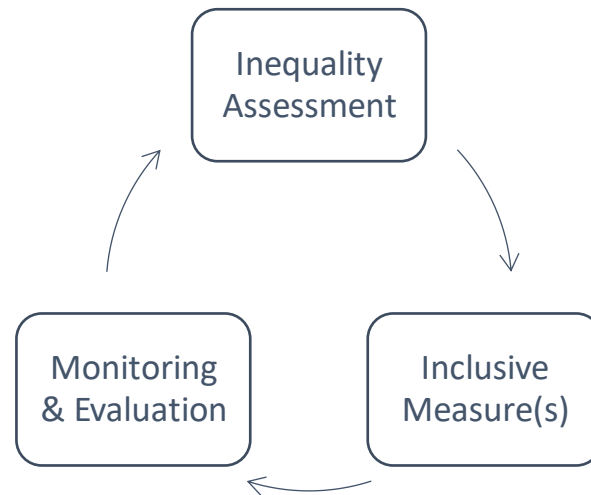 Inequality
Assessment
Monitoring
& Evaluation
Inclusive
Measure(s)